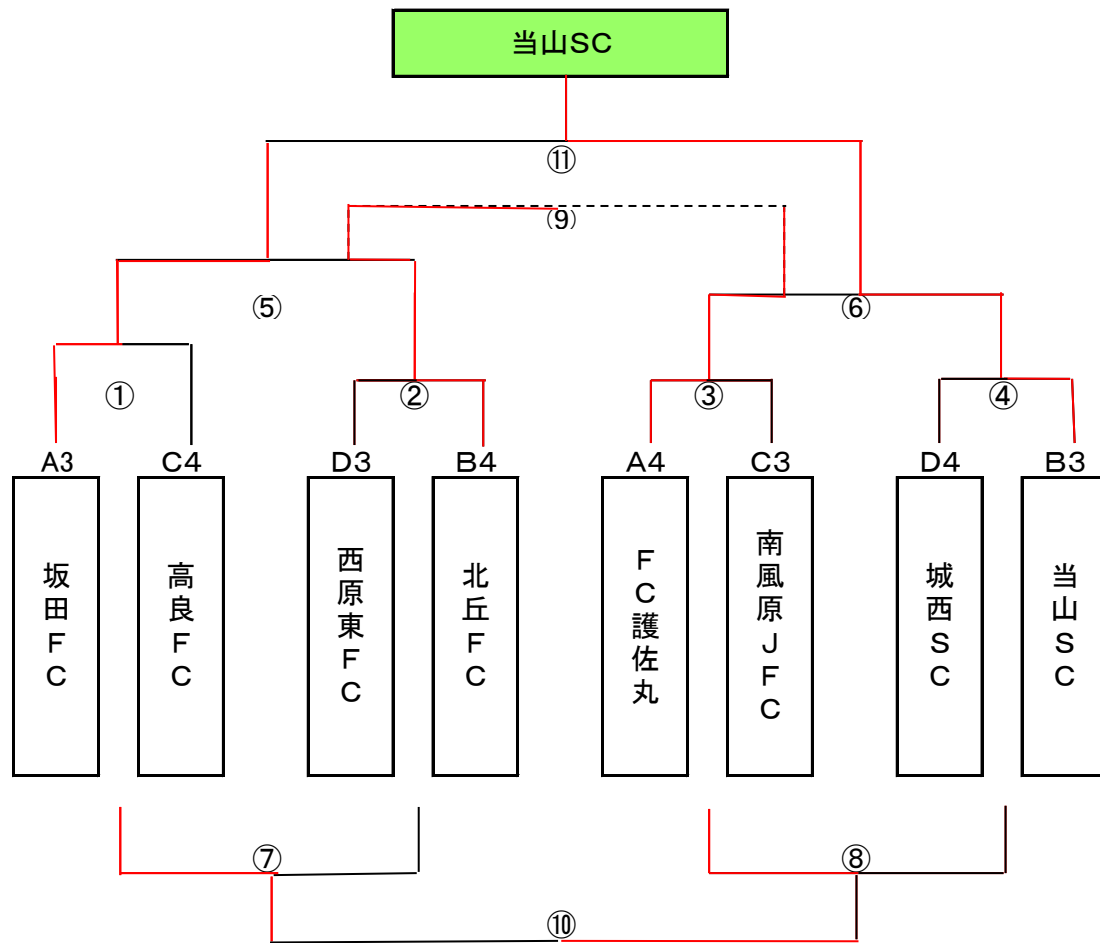 当山SC
⑪
⑨
⑤
⑥
①
②
③
④
A3
C4
D3
B4
A4
C3
D4
B3
坂田FC
高良FC
西原東FC
北丘FC
FC護佐丸
南風原JFC
城西SC
当山SC
⑦
⑧
⑩